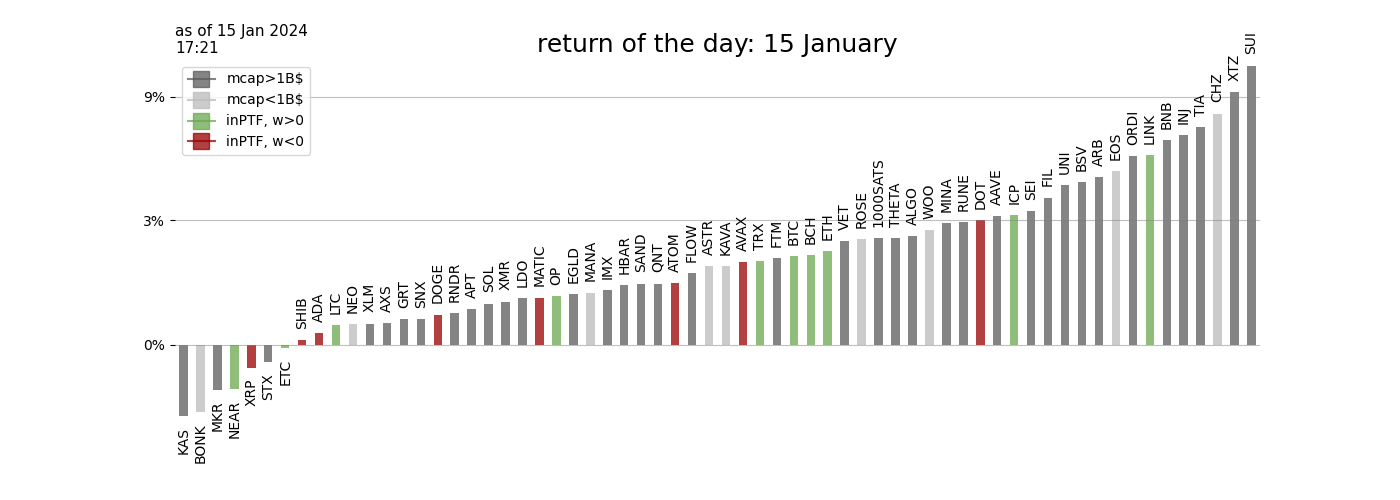 as of 15 Jan 2024
17:21
return of the day: 15 January
mcap>1B$
mcap<1B$
inPTF, w>0
inPTF, w<0
9%
3%
0%
KAS
BONK
MKR
NEAR
XRP
STX
ETC
SHIB
ADA
LTC
NEO
XLM
AXS
GRT
SNX
DOGE
RNDR
APT
SOL
XMR
LDO
MATIC
OP
EGLD
MANA
IMX
HBAR
SAND
QNT
ATOM
FLOW
ASTR
KAVA
AVAX
TRX
FTM
BTC
BCH
ETH
VET
ROSE
1000SATS
THETA
ALGO
WOO
MINA
RUNE
DOT
AAVE
ICP
SEI
FIL
UNI
BSV
ARB
EOS
ORDI
LINK
BNB
INJ
TIA
CHZ
XTZ
SUI